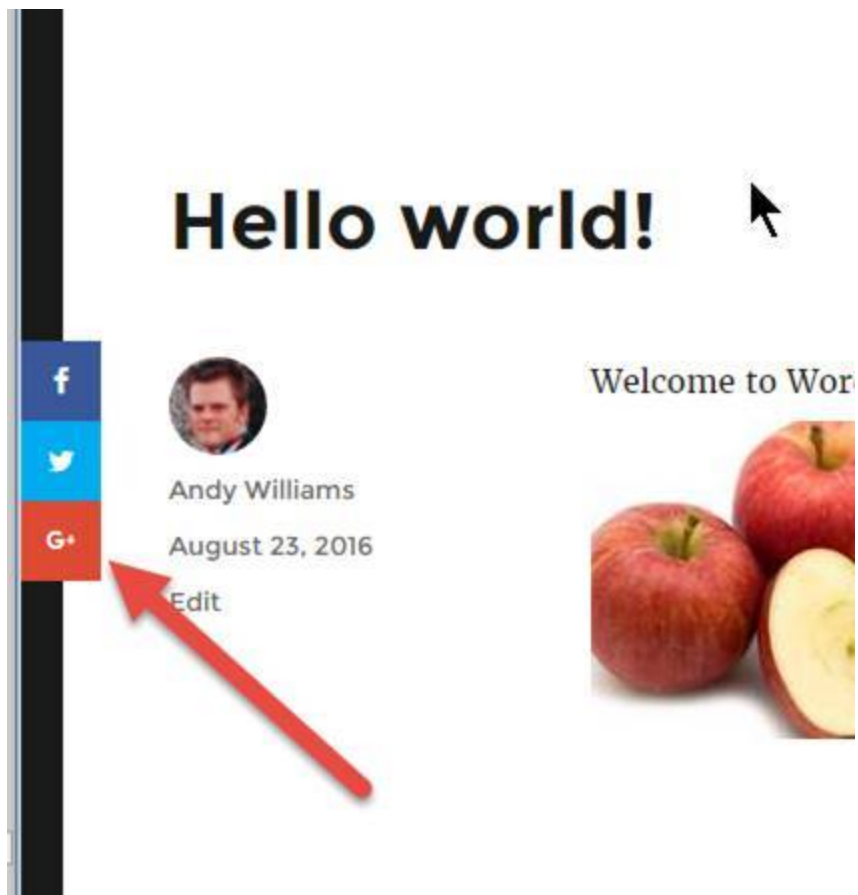 Hello world!
f
G+
Andy Williams
August 23, 2016
Edit
Welcome to Wor